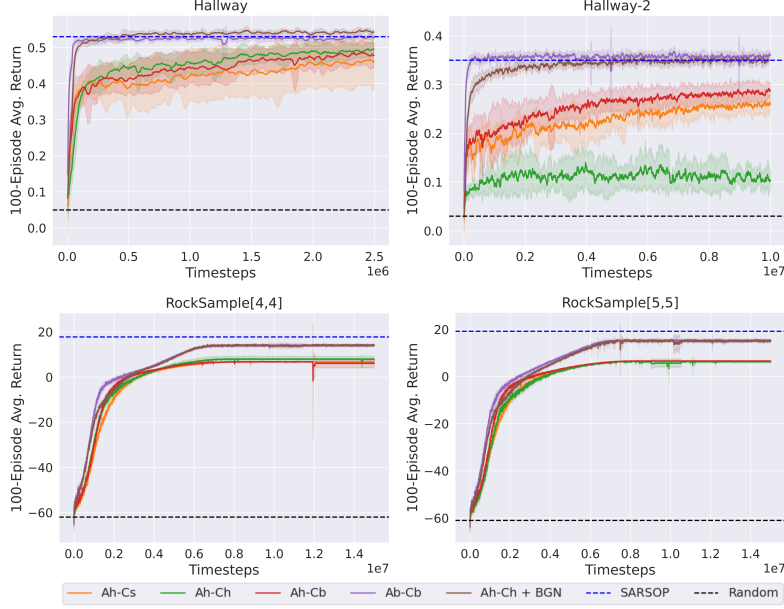 Hallway
Hallway-2
100-Episode Avg. Return
0.5
0.4
0.3
0.2
0.1
0.0
0.0 0.5 1.0 1.5 2.0 2.5
Timesteps
1e6
100-Episode Avg. Return
0.4
0.3
0.2
0.1
0.0
0.0 0.2 0.4 0.6 0.8 1.0
Timesteps
1e7
RockSample[4,4]
RockSample[5,5]
100-Episode Avg. Return
20
0
−20
−40
−60
0.0 0.2 0.4 0.6 0.8 1.0 1.2 1.4
Timesteps
1e7
100-Episode Avg. Return
20
0
−20
−40
−60
0.0 0.2 0.4 0.6 0.8 1.0 1.2 1.4
Timesteps
1e7
Ah-Cs Ah-Ch Ah-Cb Ab-Cb Ah-Ch + BGN SARSOP Random